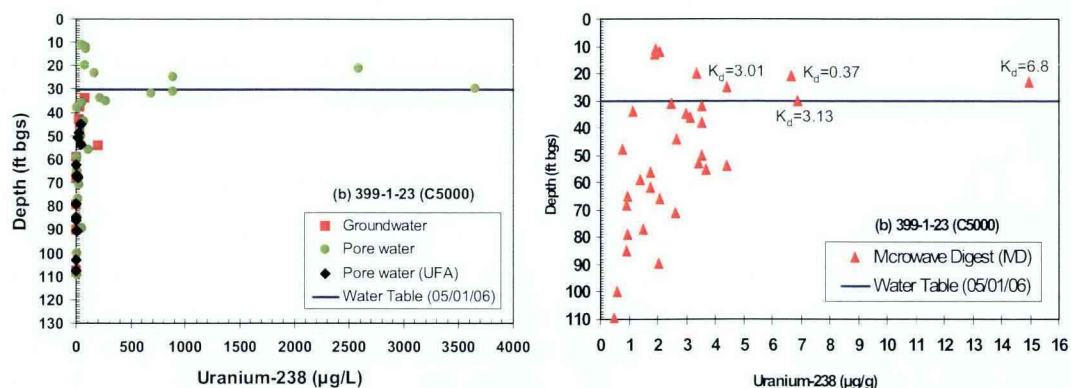 0
10
20
30
40
50
60
70
80
90
100
110
120
130
Depth (ft bgs)
(b) 399-1-23 (C5000)
Groundwater
Pore water
Pore water (UFA)
Water Table (05/01/06)
0 500 1000 1500 2000 2500 3000 3500 4000
Uranium-238 (µg/L)
0
10
20
30
40
50
60
70
80
90
100
110
Depth (ft bgs)
Kd=3.01
Kd=0.37
Kd=6.8
Kd=3.13
(b) 399-1-23 (C5000)
Mcrowave Digest (MD)
Water Table (05/01/06)
0 1 2 3 4 5 6 7 8 9 10 11 12 13 14 15 16
Uranium-238 (µg/g)